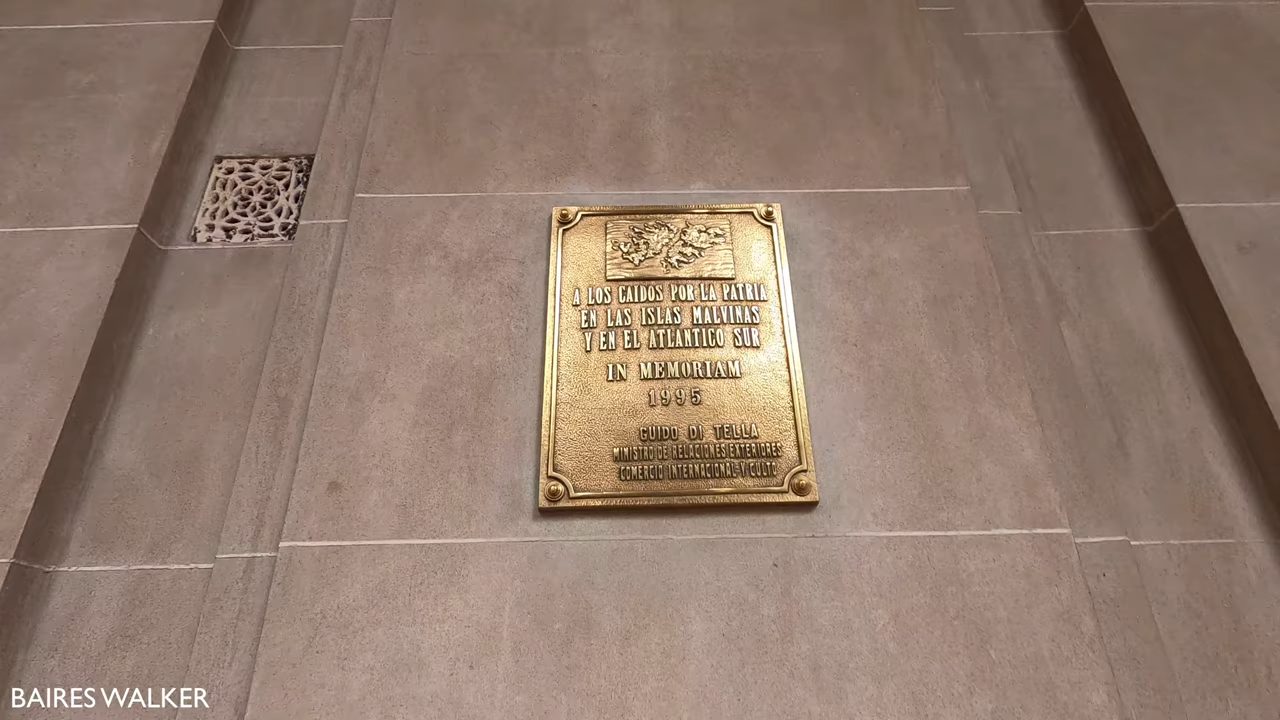 A LOS CAIDOS POR LA PATRIA
EN LAS ISLAS MALVINAS
Y EN EL ATLANTICO SUR
IN MEMORIAM
1995
GUIDO DI TELLA
MINISTRO DE RELACIONES EXTERIORES
COMERCIO INTERNACIONAL Y CULTO
BAIRES WALKER